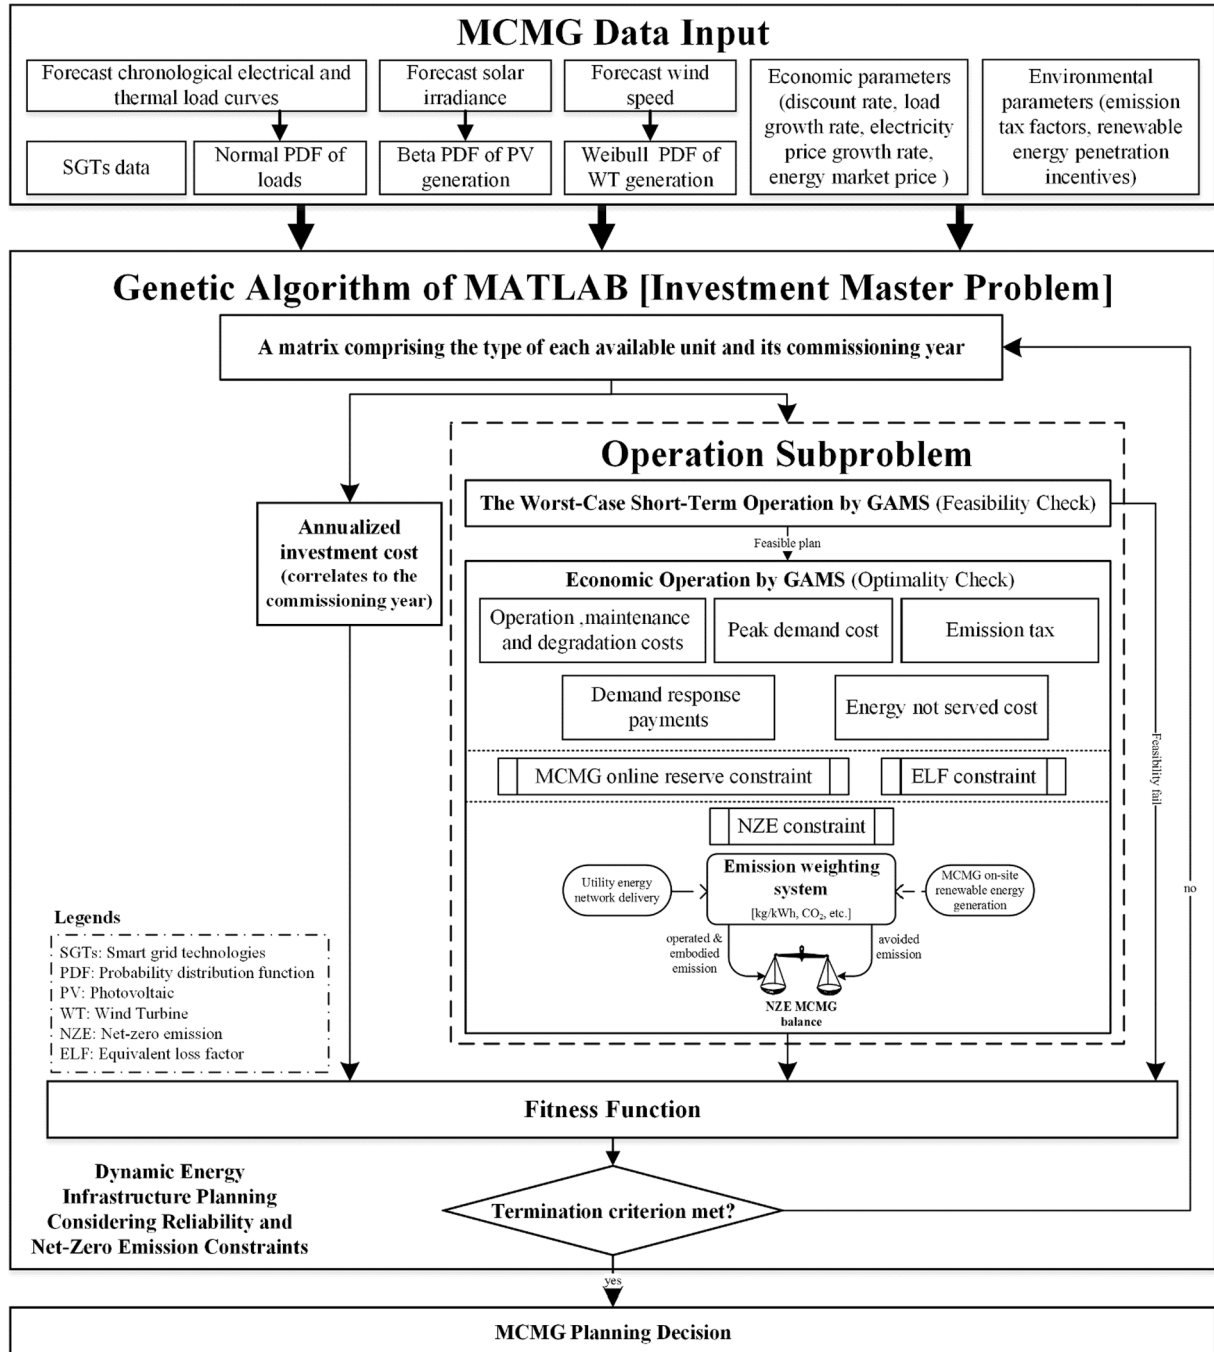 MCMG Data Input
Forecast chronological electrical and
thermal load curves
Forecast solar
irradiance
Forecast wind
speed
Economic parameters
(discount rate, load
growth rate, electricity
price growth rate,
energy market price )
Environmental
parameters (emission
tax factors, renewable
energy penetration
incentives)
SGTs data
Normal PDF of
loads
Beta PDF of PV
generation
Weibull PDF of
WT generation
Genetic Algorithm of MATLAB [Investment Master Problem]
A matrix comprising the type of each available unit and its commissioning year
Operation Subproblem
The Worst-Case Short-Term Operation by GAMS (Feasibility Check)
Feasible plan
Annualized
investment cost
(correlates to the
commissioning year)
Economic Operation by GAMS (Optimality Check)
Operation ,maintenance
and degradation costs
Peak demand cost
Emission tax
Demand response
payments
Energy not served cost
Feasibility fail
MCMG online reserve constraint
ELF constraint
NZE constraint
Utility energy
network delivery
Emission weighting
system
[kg/kWh, CO₂, etc.]
MCMG on-site
renewable energy
generation
no
operated &
embodied
emission
avoided
emission
NZE MCMG
balance
Legends
SGTs: Smart grid technologies
PDF: Probability distribution function
PV: Photovoltaic
WT: Wind Turbine
NZE: Net-zero emission
ELF: Equivalent loss factor
Fitness Function
Dynamic Energy
Infrastructure Planning
Considering Reliability and
Net-Zero Emission Constraints
Termination criterion met?
yes
MCMG Planning Decision